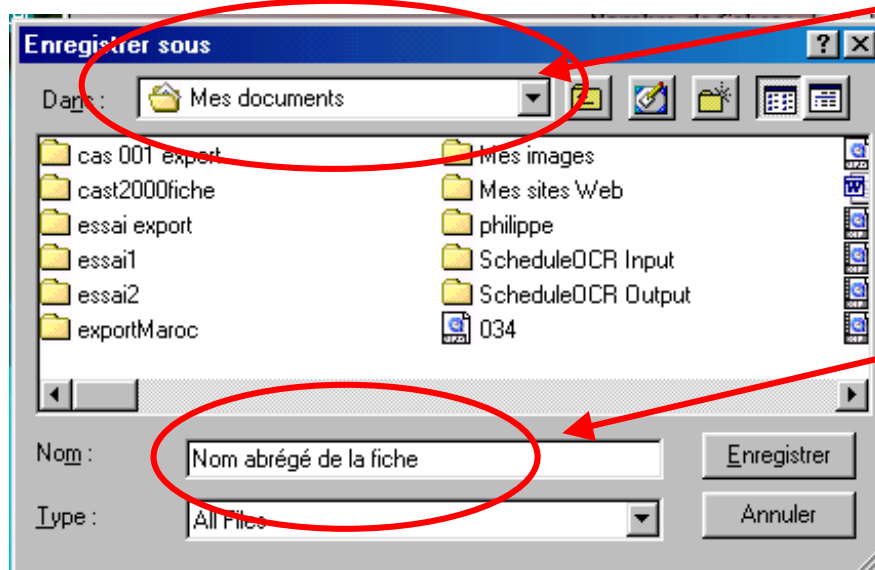 Enregistrer sous
Dans : Mes documents
cas 001 export
cast2000fiche
essai export
essai1
essai2
exportMaroc
Mes images
Mes sites Web
philippe
ScheduleOCR Input
ScheduleOCR Output
034
Nom : Nom abrégé de la fiche Enregistrer
Type : All Files Annuler